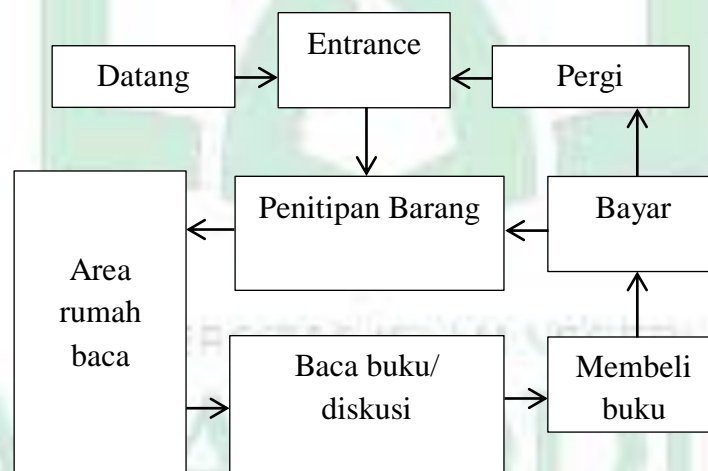 Entrance
Datang
Pergi
Penitipan Barang
Bayar
Area
rumah
baca
Baca buku/
diskusi
Membeli
buku